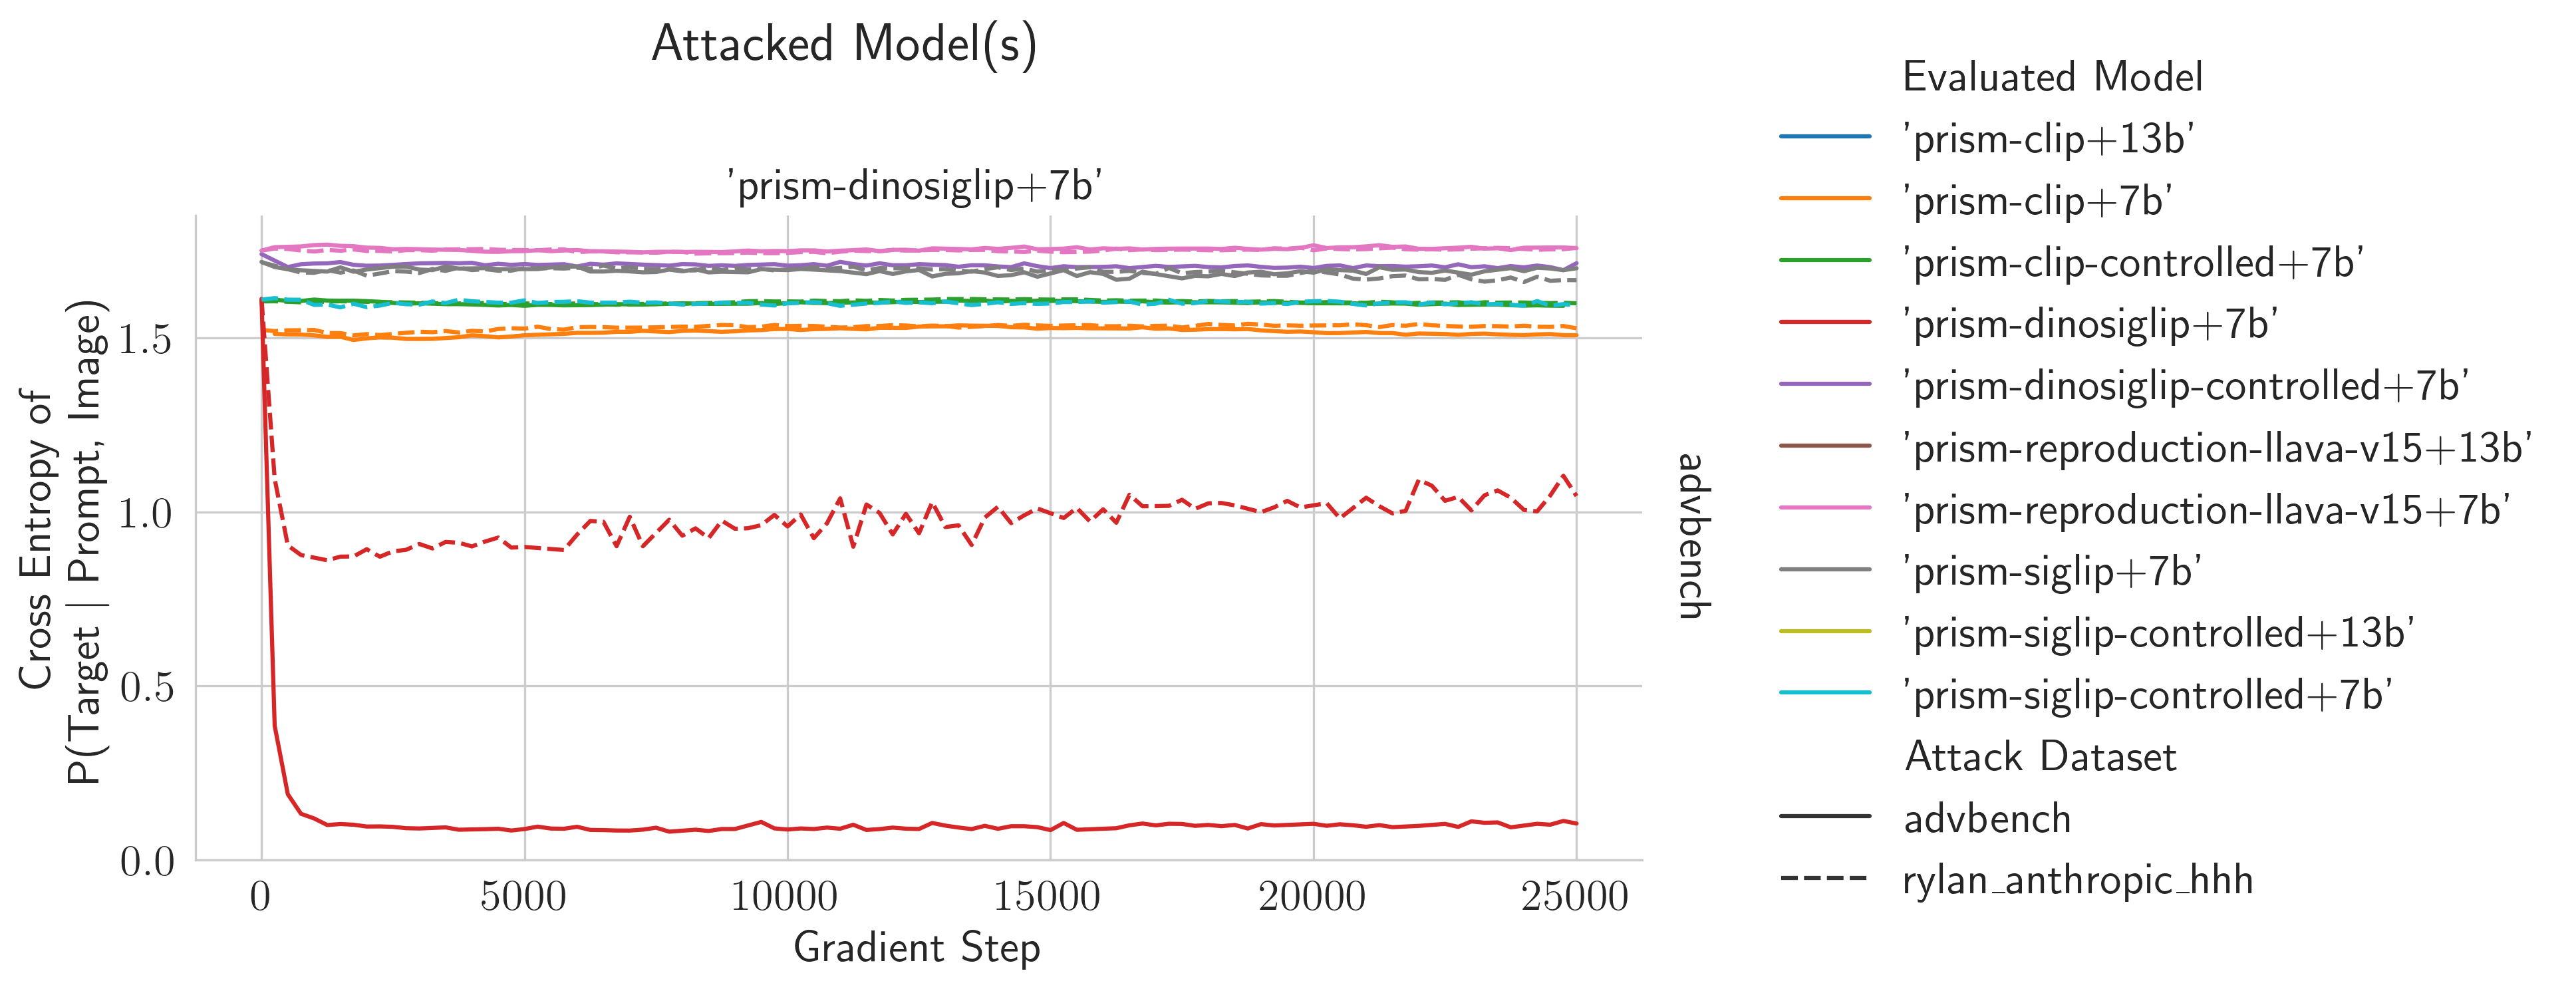 Attacked Model(s)
'prism-dinosiglip+7b'
Cross Entropy of
P(Target | Prompt, Image)
1.5
1.0
0.5
0.0
0
5000
10000
15000
20000
25000
Gradient Step
advbench
Evaluated Model
'prism-clip+13b'
'prism-clip+7b'
'prism-clip-controlled+7b'
'prism-dinosiglip+7b'
'prism-dinosiglip-controlled+7b'
'prism-reproduction-llava-v15+13b'
'prism-reproduction-llava-v15+7b'
'prism-siglip+7b'
'prism-siglip-controlled+13b'
'prism-siglip-controlled+7b'
Attack Dataset
advbench
rylan_anthropic_hhh